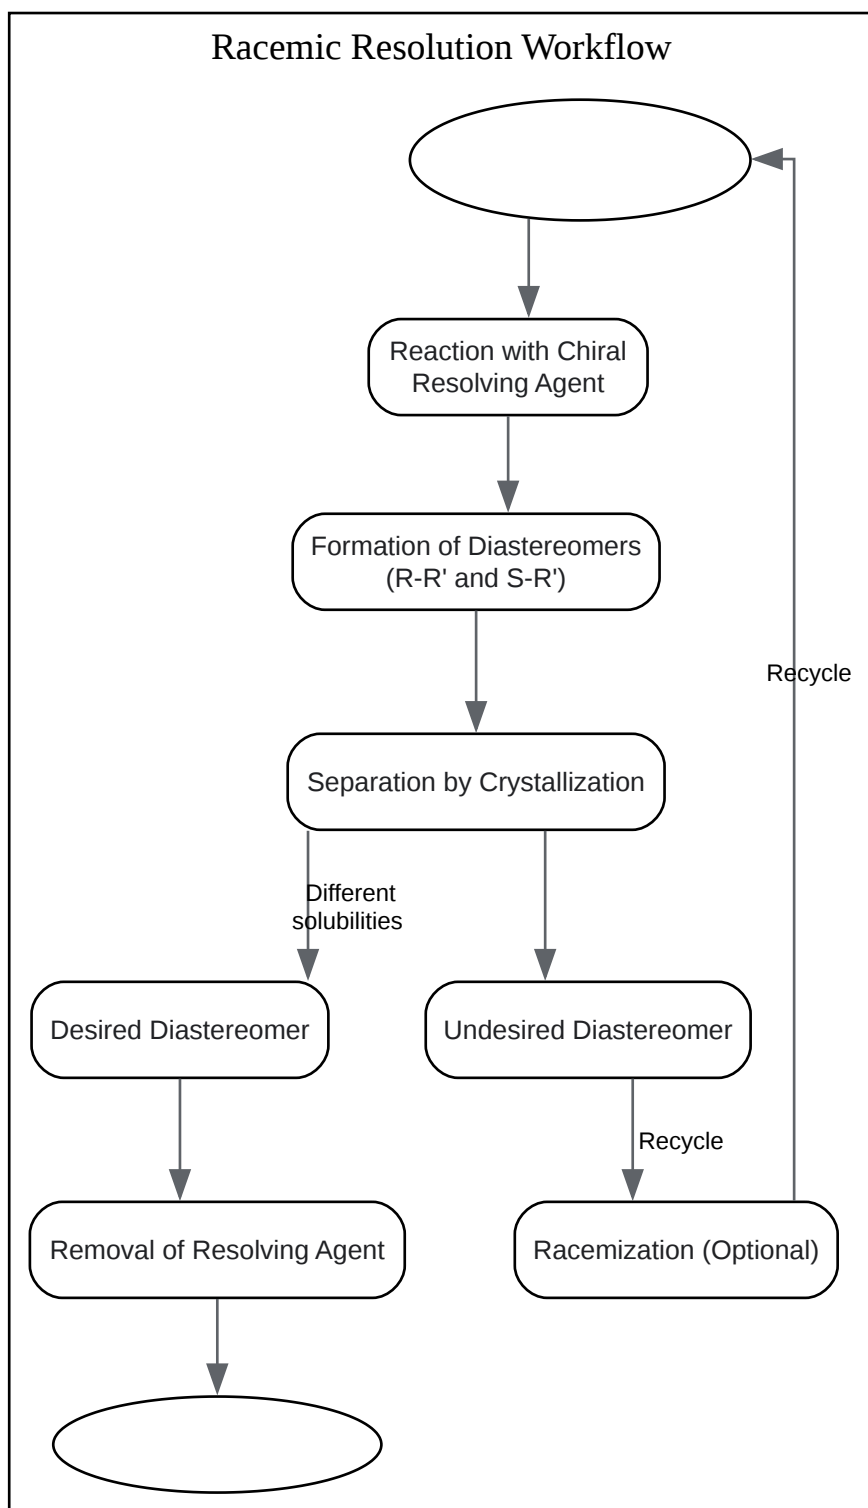 Racemic Resolution Workflow
Reaction with Chiral
Resolving Agent
Formation of Diastereomers
(R-R' and S-R')
Recycle
Separation by Crystallization
Different
solubilities
Desired Diastereomer
Undesired Diastereomer
Recycle
Removal of Resolving Agent
Racemization (Optional)